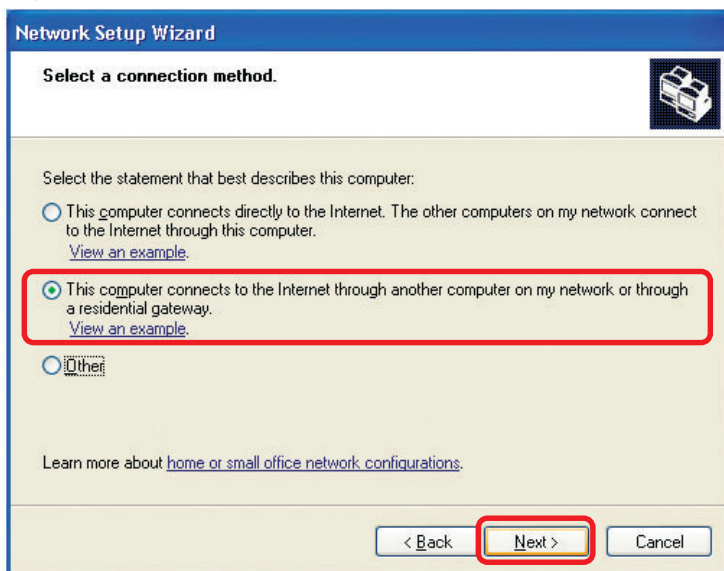 Network Setup Wizard
Select a connection method.
Select the statement that best describes this computer:
This computer connects directly to the Internet. The other computers on my network connect
to the Internet through this computer.
View an example.
This computer connects to the Internet through another computer on my network or through
a residential gateway.
View an example.
Other
Learn more about home or small office network configurations.
< Back Next > Cancel